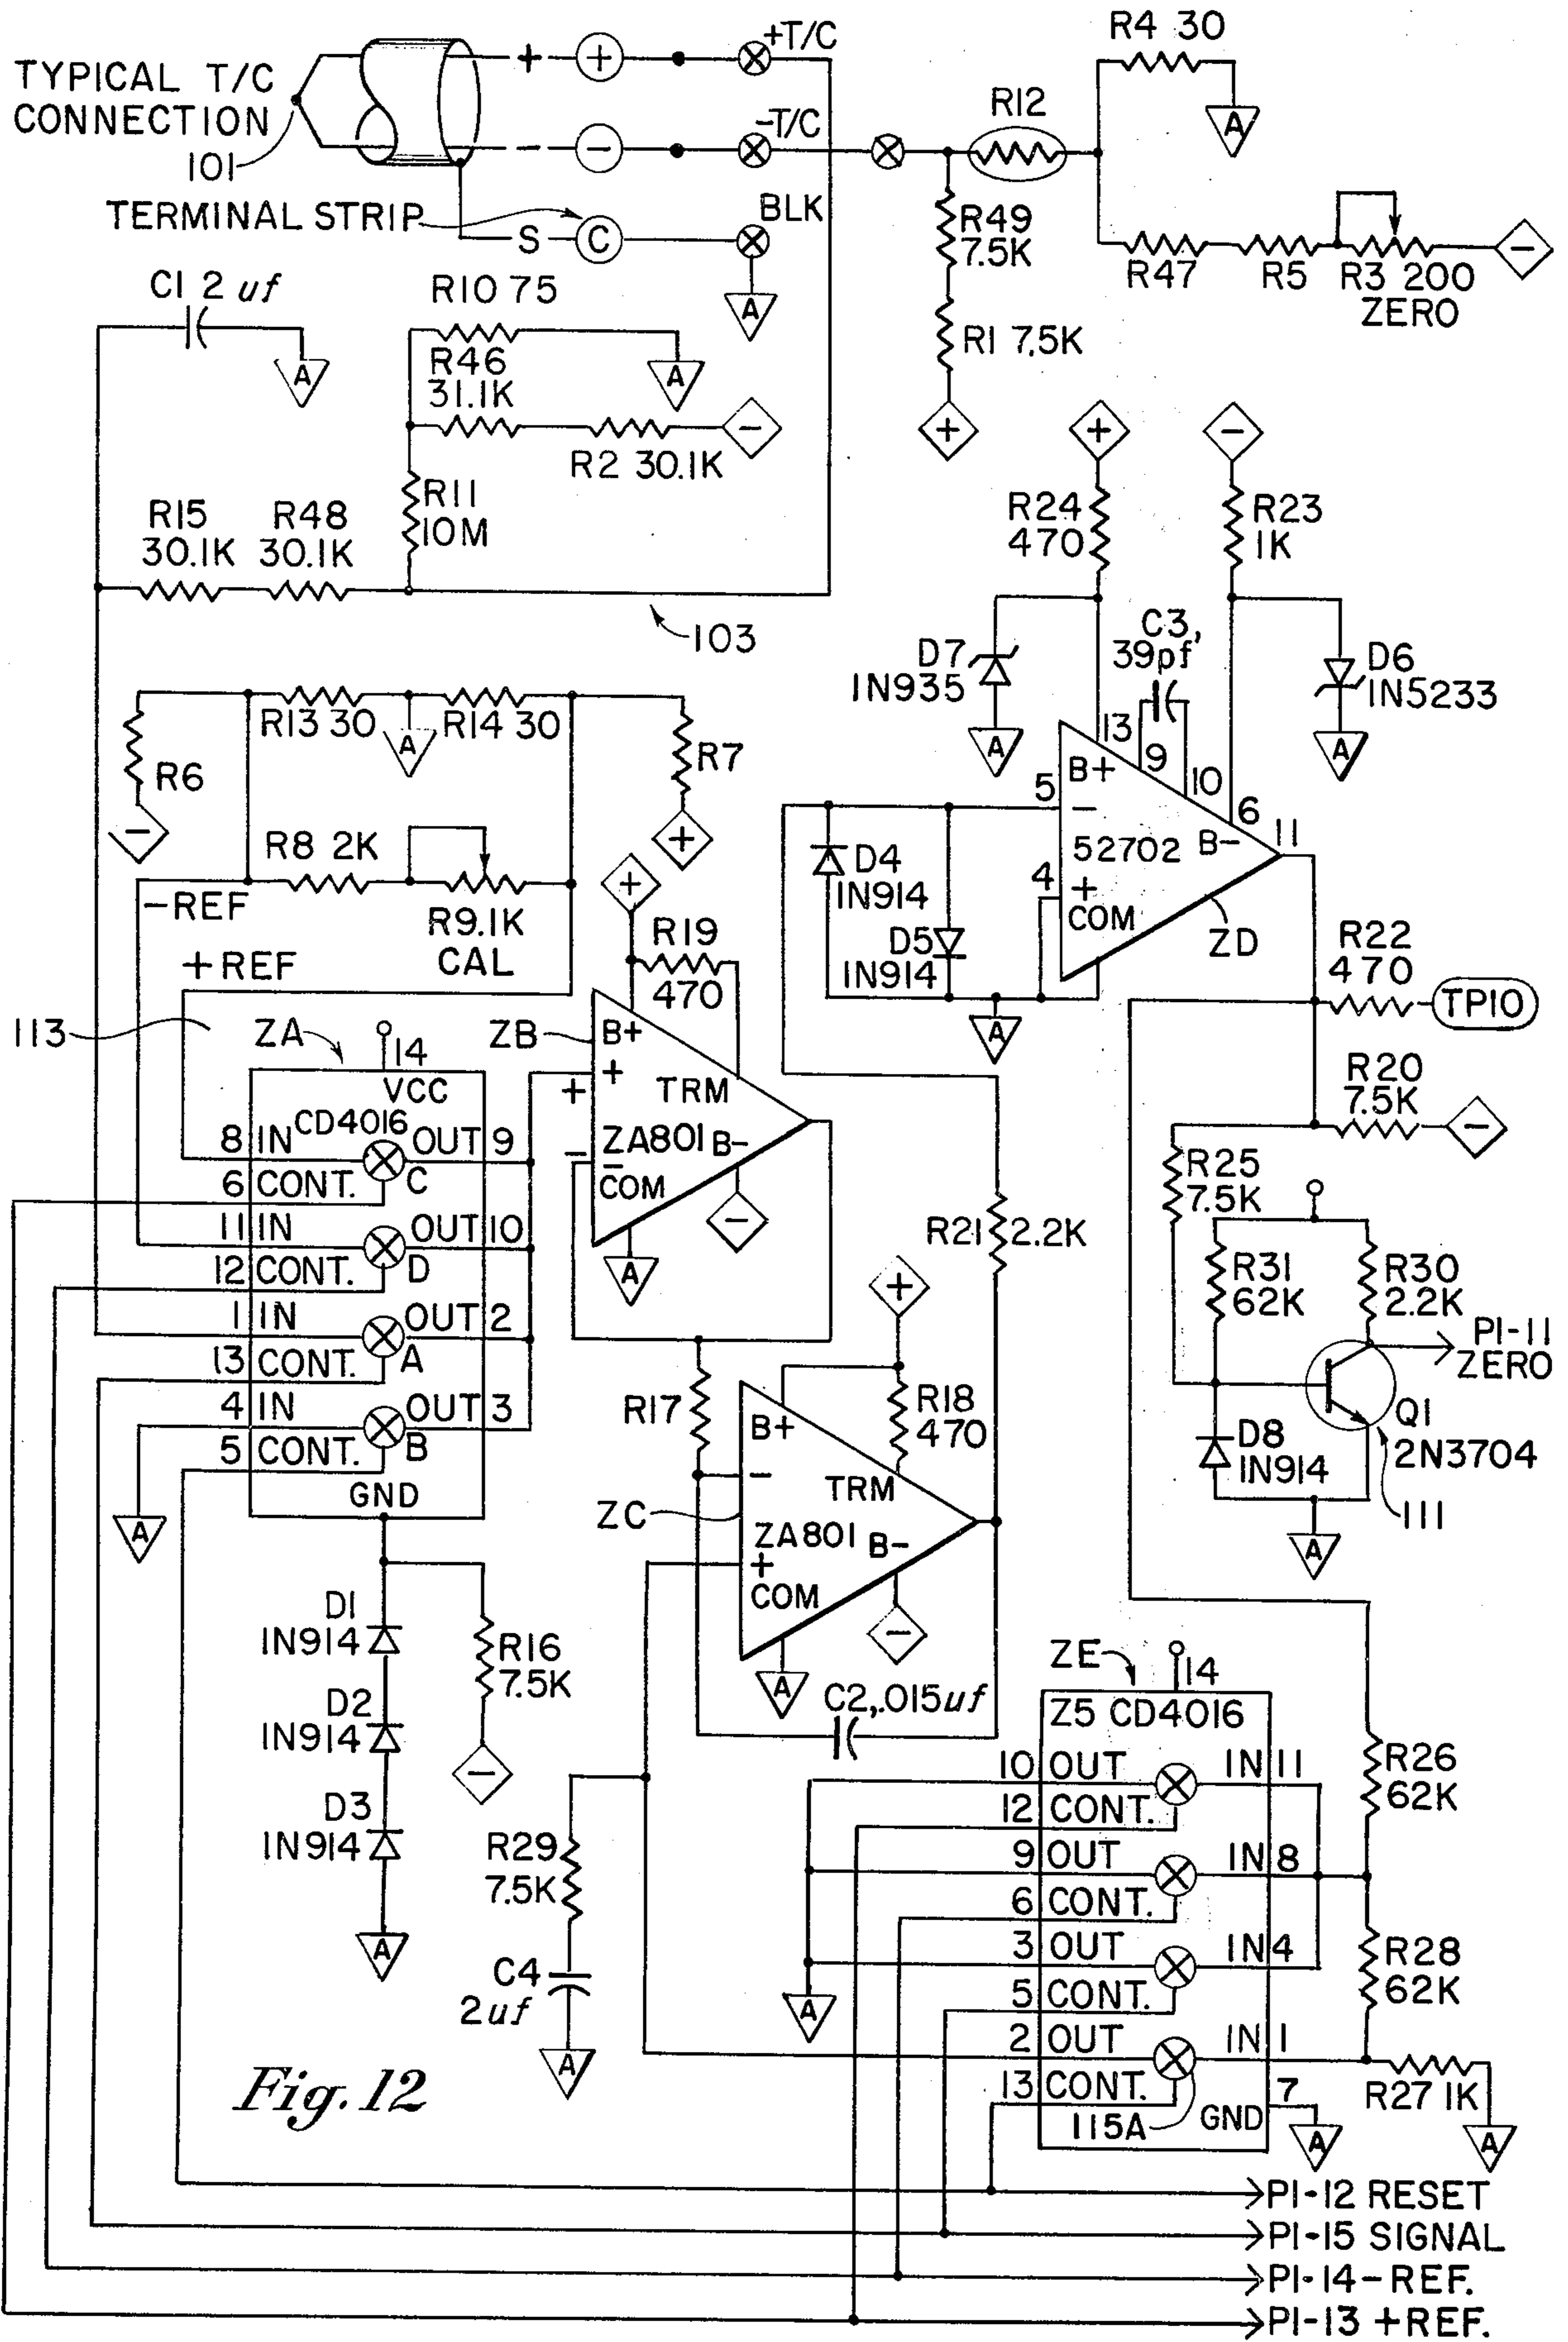 R4 30
+T/C
TYPICAL T/C
CONNECTION
101
+
+
-
-
-T/C
R12
A
TERMINAL STRIP
S
C
BLK
A
R49
7.5K
R47
R5
R3 200
ZERO
-
C1 2 uf
A
R10 75
R46
31.1K
A
R1 7.5K
-
R2 30.1K
+
+
-
R15
30.1K
R48
30.1K
R11
10M
R24
470
R23
1K
103
C3,
39pf
D7
IN935
D6
IN5233
R13 30
A
R14 30
R6
R7
A
A
13
9
10
6
5
B+
-
52702
B-
11
4
+
COM
ZD
-
+
R8 2K
D4
IN914
-REF
R9.1K
CAL
+
R19
470
D5
IN914
R22
470
+REF
TP10
A
113
ZA
14
VCC
ZB
B+
+
+
TRM
ZA801
B-
-
-
COM
R20
7.5K
-
CD4016
8 IN
OUT 9
6 CONT.
C
11 IN
OUT 10
12 CONT.
D
1 IN
OUT 2
13 CONT.
A
4 IN
OUT 3
5 CONT.
B
GND
A
-
A
R25
7.5K
R21
2.2K
R31
62K
R30
2.2K
+
P1-11
ZERO
R17
B+
R18
470
-
TRM
Q1
2N3704
D8
IN914
ZC
ZA801
B-
+
COM
111
A
D1
IN914
R16
7.5K
-
A
D2
IN914
C2,.015uf
ZE
14
Z5 CD4016
-
10 OUT
IN 11
R26
62K
12 CONT.
D3
IN914
R29
7.5K
9 OUT
IN 8
6 CONT.
A
3 OUT
IN 4
R28
62K
C4
2uf
5 CONT.
A
2 OUT
IN 1
A
13 CONT.
7
R27 1K
115A
GND
A
A
Fig. 12
P1-12 RESET
P1-15 SIGNAL
P1-14-REF.
P1-13 +REF.